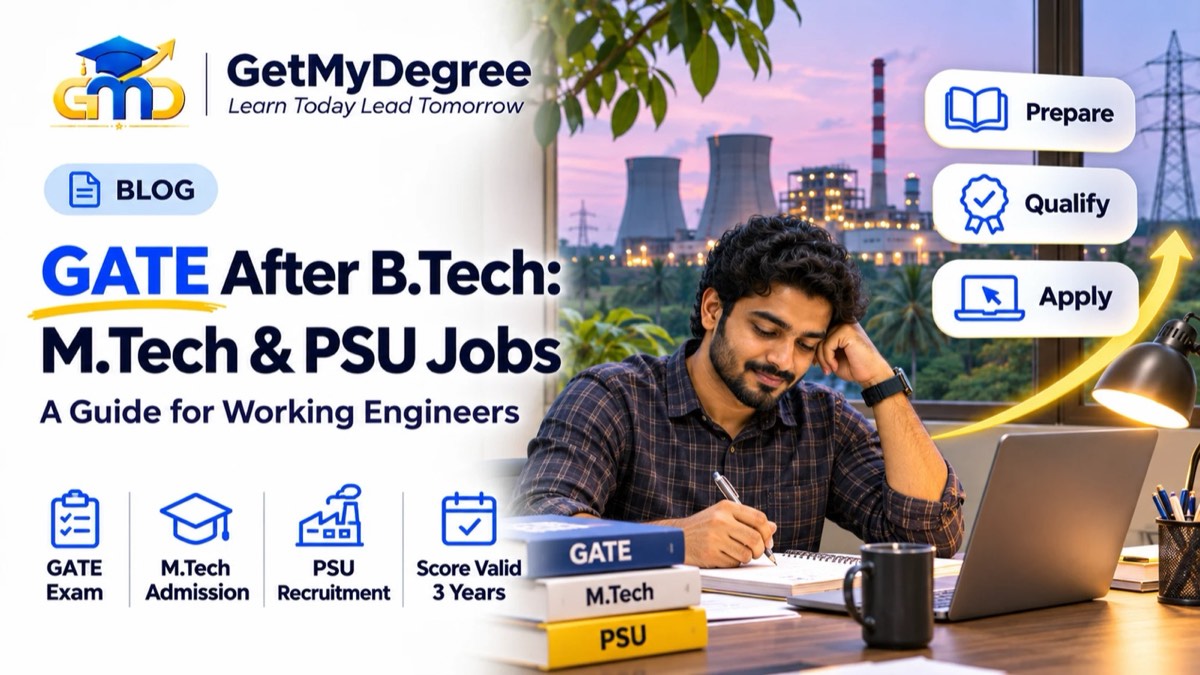 GMD
GetMyDegree
Learn Today Lead Tomorrow
BLOG
GATE After B.Tech:
M.Tech & PSU Jobs
A Guide for Working Engineers
GATE
Exam
M.Tech
Admission
PSU
Recruitment
Score Valid
3 Years
Prepare
Qualify
Apply
GATE
M.Tech
PSU